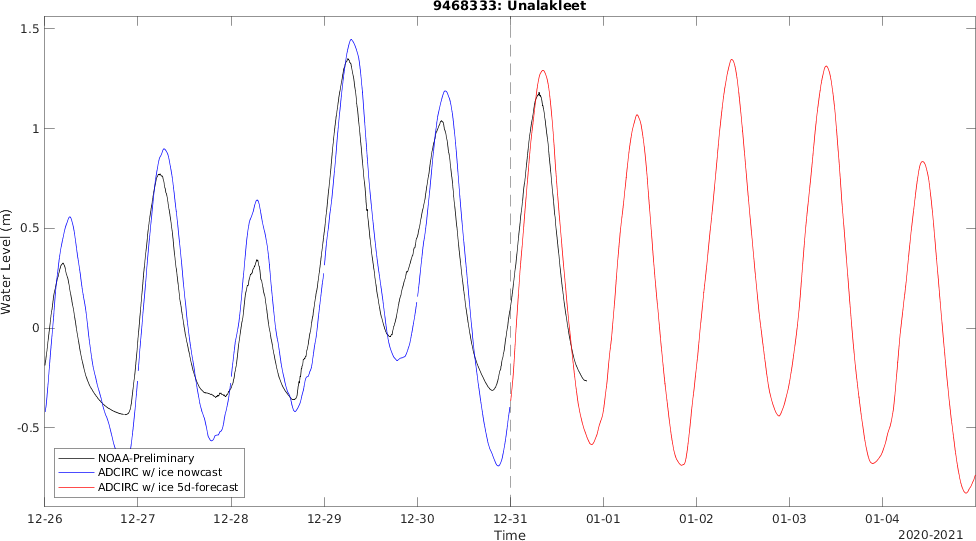 9468333: Unalakleet
Water Level (m)
1.5
1
0.5
0
-0.5
NOAA-Preliminary
ADCIRC w/ ice nowcast
ADCIRC w/ ice 5d-forecast
12-26 12-27 12-28 12-29 12-30 12-31 01-01 01-02 01-03 01-04
Time
2020-2021